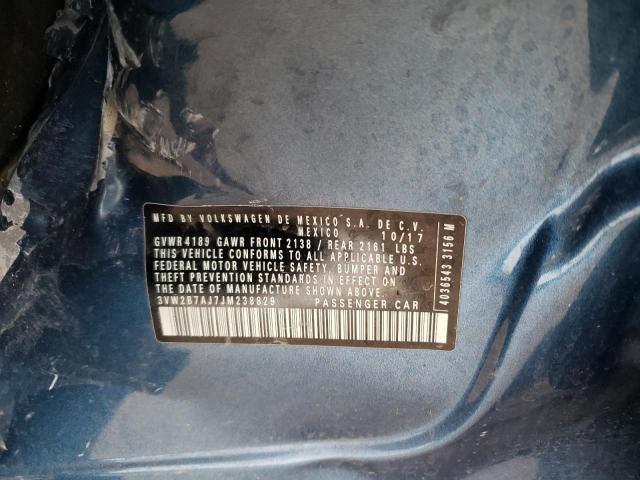 MFD BY VOLKSWAGEN DE MEXICO S.A. DE C.V.
MEXICO 10/17
GVWR 4189 GAWR FRONT 2138 / REAR 2161 LBS
THIS VEHICLE CONFORMS TO ALL APPLICABLE U.S.
FEDERAL MOTOR VEHICLE SAFETY, BUMPER AND
THEFT PREVENTION STANDARDS IN EFFECT ON
THE DATE OF MANUFACTURE SHOWN ABOVE.
3VW2B7AJ7JM238829 PASSENGER CAR
4036543 3156 M